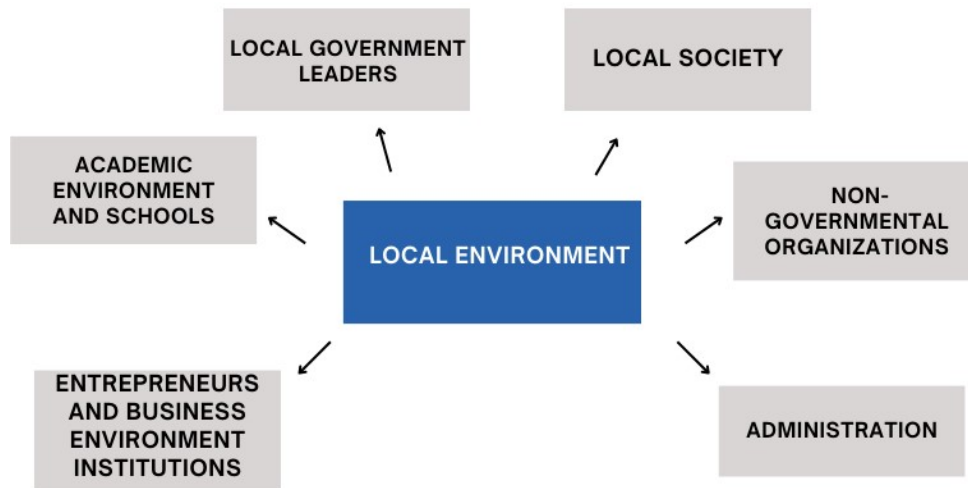 LOCAL GOVERNMENT
LEADERS
LOCAL SOCIETY
ACADEMIC
ENVIRONMENT
AND SCHOOLS
NON-
GOVERNMENTAL
ORGANIZATIONS
LOCAL ENVIRONMENT
ENTREPRENEURS
AND BUSINESS
ENVIRONMENT
INSTITUTIONS
ADMINISTRATION